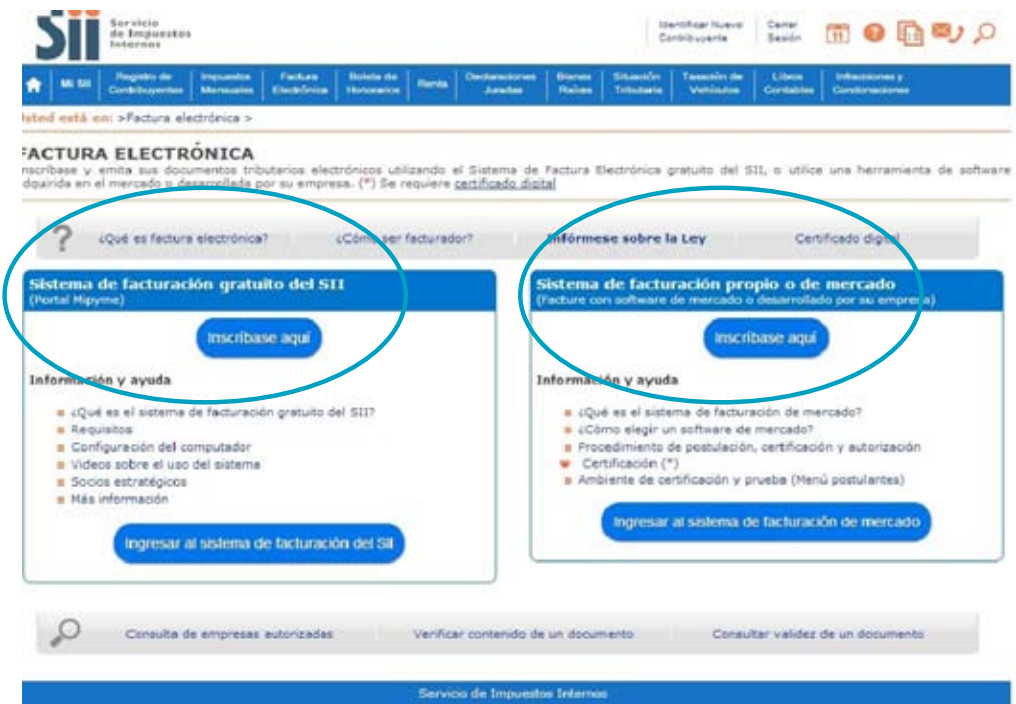 Sii
Servicio
de Impuestos
Internos
Identificar Nuevo
Contribuyente
Cerrar
Sesión
11
?
Mi SII
Registro de
Contribuyentes
Impuestos
Mensuales
Factura
Electrónica
Boleta de
Honorarios
Renta
Declaraciones
Juradas
Bienes
Raíces
Situación
Tributaria
Tasación de
Vehículos
Libros
Contables
Infracciones y
Condonaciones
Usted está en: >Factura electrónica >
FACTURA ELECTRÓNICA
Inscríbase y emita sus documentos tributarios electrónicos utilizando el Sistema de Factura Electrónica gratuito del SII, o utilice una herramienta de software
adquirida en el mercado o desarrollada por su empresa. (*) Se requiere certificado digital
? ¿Qué es factura electrónica? ¿Cómo ser facturador? Infórmese sobre la Ley Certificado digital
Sistema de facturación gratuito del SII
(Portal Mipyme)
Inscríbase aquí
Información y ayuda
¿Qué es el sistema de facturación gratuito del SII?
Requisitos
Configuración del computador
Videos sobre el uso del sistema
Socios estratégicos
Más información
Ingresar al sistema de facturación del SII
Sistema de facturación propio o de mercado
(Facture con software de mercado o desarrollado por su empresa)
Inscríbase aquí
Información y ayuda
¿Qué es el sistema de facturación de mercado?
¿Cómo elegir un software de mercado?
Procedimiento de postulación, certificación y autorización
Certificación (*)
Ambiente de certificación y prueba (Menú postulantes)
Ingresar al sistema de facturación de mercado
Consulta de empresas autorizadas Verificar contenido de un documento Consultar validez de un documento
Servicio de Impuestos Internos